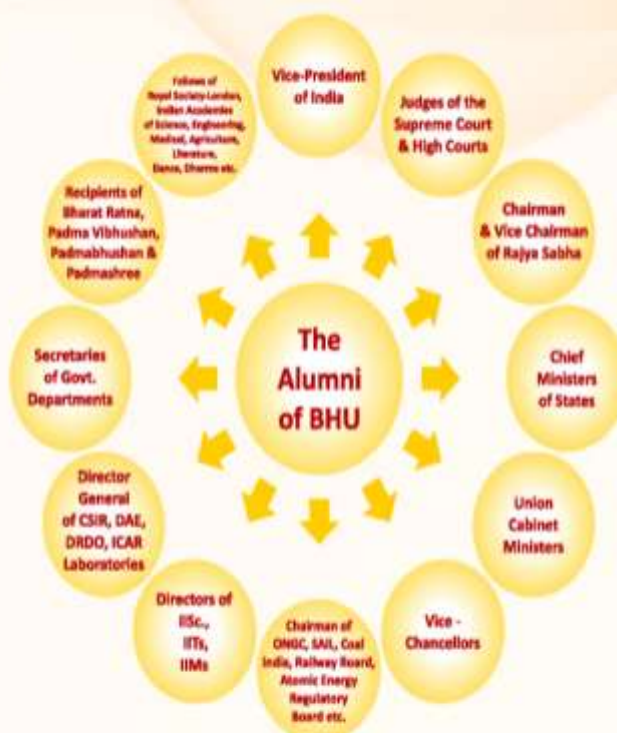 The
Alumni
of BHU
Vice-President
of India
Judges of the
Supreme Court
& High Courts
Chairman
& Vice Chairman
of Rajya Sabha
Chief
Ministers
of States
Union
Cabinet
Ministers
Vice -
Chancellors
Chairman of
ONGC, SAIL, Coal
India, Railway Board,
Atomic Energy
Regulatory
Board etc.
Directors of
IISc.,
IITs,
IIMs
Director
General
of CSIR, DAE,
DRDO, ICAR
Laboratories
Secretaries
of Govt.
Departments
Recipients of
Bharat Ratna,
Padma Vibhushan,
Padmabhushan &
Padmashree
Fellows of
Royal Society-London,
Indian Academies
of Science, Engineering,
Medical, Agriculture,
Literature,
Dance, Dharma etc.